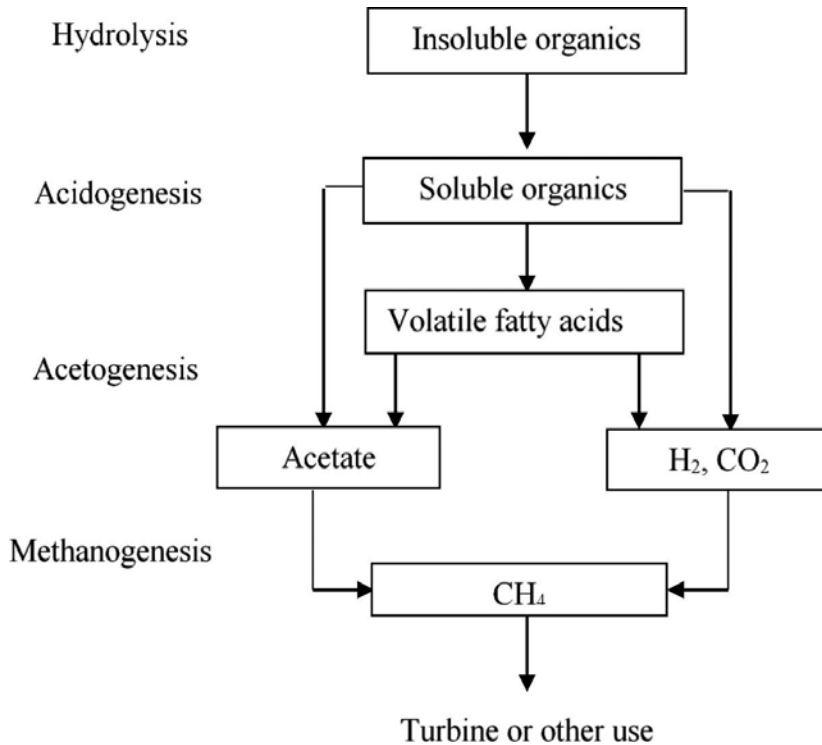 Hydrolysis
Insoluble organics
Acidogenesis
Soluble organics
Volatile fatty acids
Acetogenesis
Acetate
H₂, CO₂
Methanogenesis
CH₄
Turbine or other use